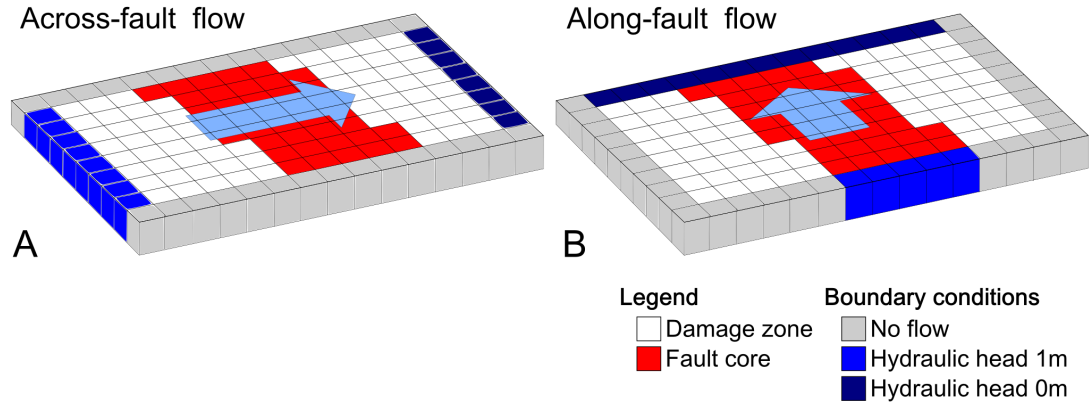 Across-fault flow
Along-fault flow
A
B
Legend
Damage zone
Fault core
Boundary conditions
No flow
Hydraulic head 1m
Hydraulic head 0m